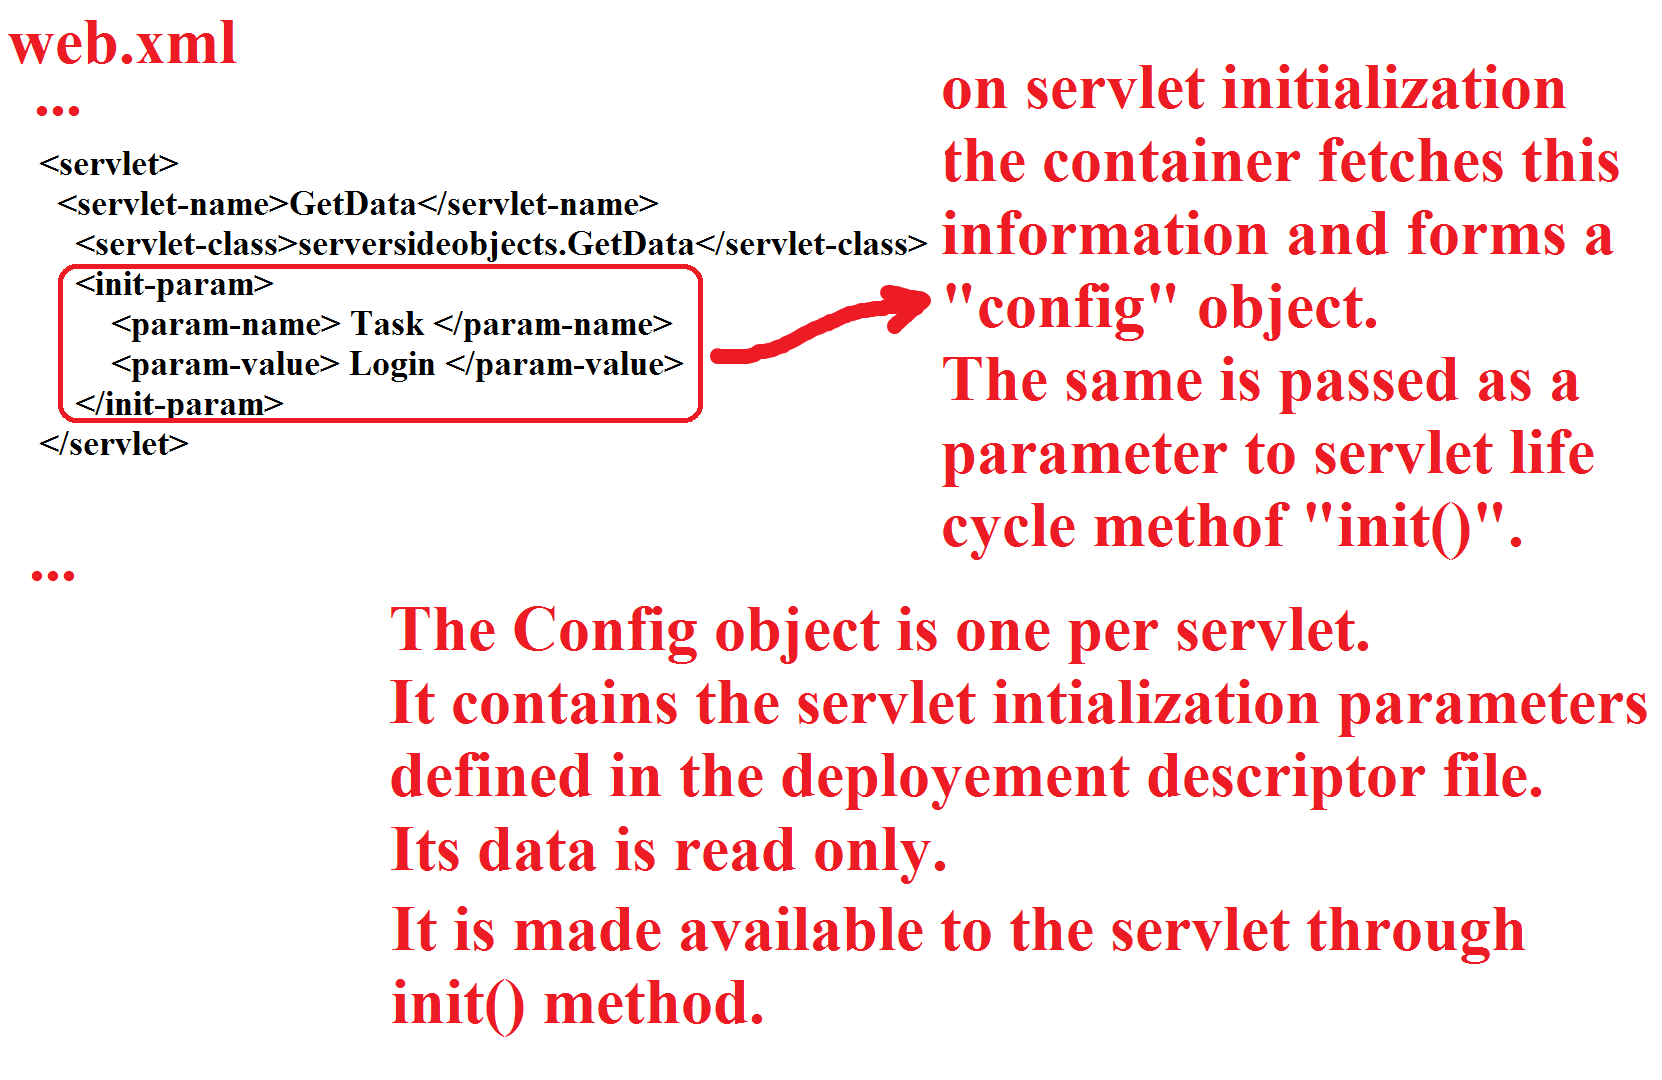 web.xml
...
<servlet>
<servlet-name>GetData</servlet-name>
<servlet-class>serversideobjects.GetData</servlet-class>
<init-param>
<param-name> Task </param-name>
<param-value> Login </param-value>
</init-param>
</servlet>
...
on servlet initialization
the container fetches this
information and forms a
"config" object.
The same is passed as a
parameter to servlet life
cycle methof "init()".
The Config object is one per servlet.
It contains the servlet intialization parameters
defined in the deployement descriptor file.
Its data is read only.
It is made available to the servlet through
init() method.